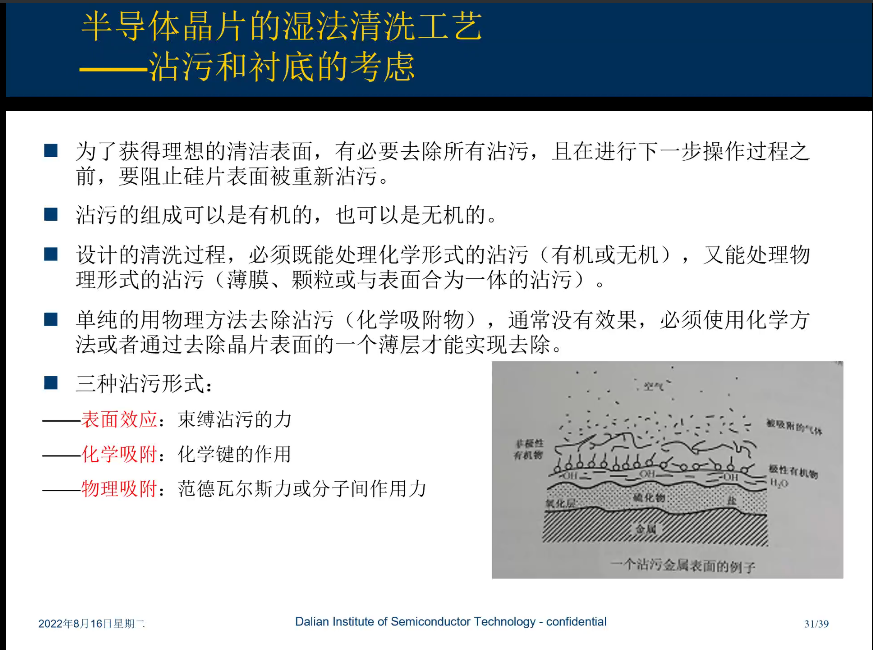 半导体晶片的湿法清洗工艺
——沾污和衬底的考虑
为了获得理想的清洁表面，有必要去除所有沾污，且在进行下一步操作过程之
前，要阻止硅片表面被重新沾污。
沾污的组成可以是有机的，也可以是无机的。
设计的清洗过程，必须既能处理化学形式的沾污（有机或无机），又能处理物
理形式的沾污（薄膜、颗粒或与表面合为一体的沾污）。
单纯的用物理方法去除沾污（化学吸附物），通常没有效果，必须使用化学方
法或者通过去除晶片表面的一个薄层才能实现去除。
三种沾污形式：
——表面效应：束缚沾污的力
——化学吸附：化学键的作用
——物理吸附：范德瓦尔斯力或分子间作用力
空气
被吸附的气体
非极性
有机物
极性有机物
-OH OH -OH
H₂O
氧化层
硫化物
盐
金属
一个沾污金属表面的例子
2022年8月16日星期二
Dalian Institute of Semiconductor Technology - confidential
31/39